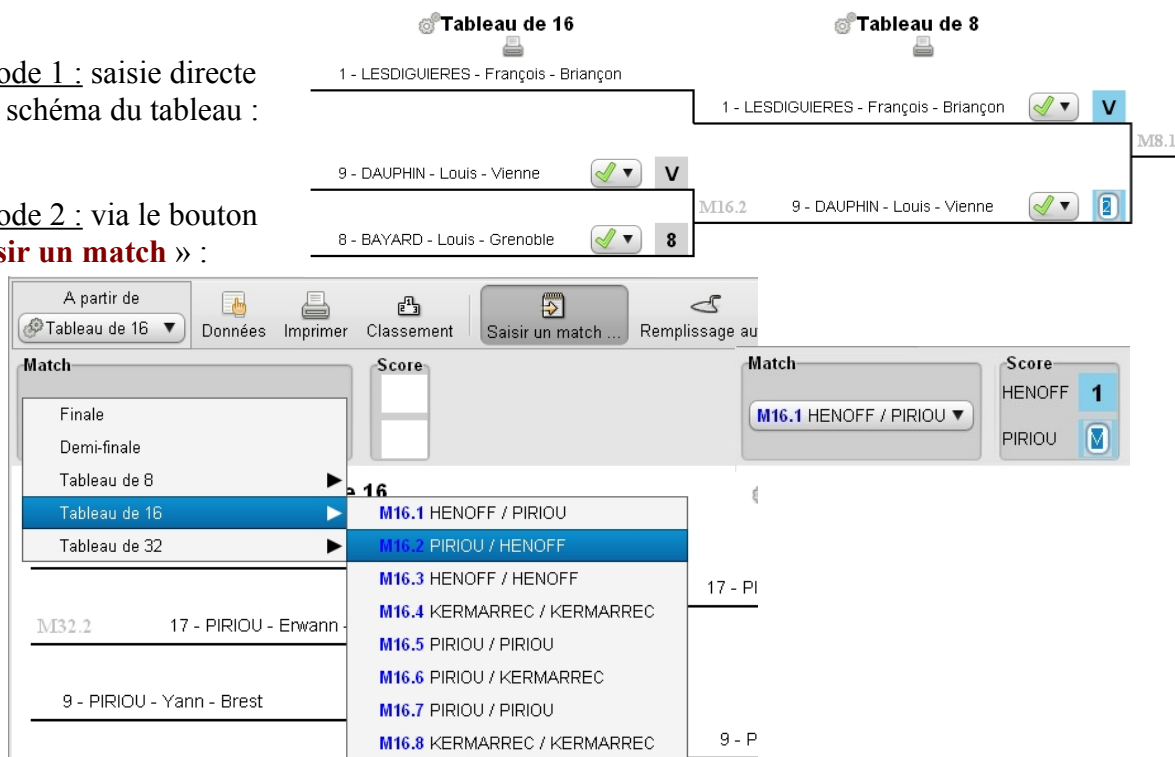 Tableau de 16
Tableau de 8
ode 1 : saisie directe
schéma du tableau :
1 - LESDIGUIERES - François - Briançon
1 - LESDIGUIERES - François - Briançon V
M8.1
9 - DAUPHIN - Louis - Vienne V
M16.2 9 - DAUPHIN - Louis - Vienne 2
ode 2 : via le bouton
8 - BAYARD - Louis - Grenoble 8
sir un match » :
A partir de
Tableau de 16 ▼ Données Imprimer Classement Saisir un match ... Remplissage au
Match Score
Match Score
HENOFF 1
M16.1 HENOFF / PIRIOU ▼
PIRIOU V
Finale
Demi-finale
Tableau de 8
e 16
Tableau de 16
Tableau de 32
M16.1 HENOFF / PIRIOU
M16.2 PIRIOU / HENOFF
M16.3 HENOFF / HENOFF
M16.4 KERMARREC / KERMARREC
M16.5 PIRIOU / PIRIOU
M16.6 PIRIOU / KERMARREC
M16.7 PIRIOU / PIRIOU
M16.8 KERMARREC / KERMARREC
17 - PI
M32.2 17 - PIRIOU - Erwann -
9 - PIRIOU - Yann - Brest
9 - P